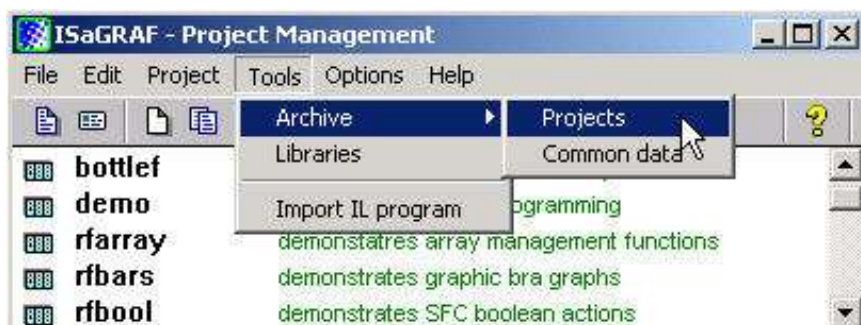 ISaGRAF - Project Management
File Edit Project Tools Options Help
Archive Projects
Libraries Common data
Import IL program
bottlef
demo ogramming
rfarray demonstatres array management functions
rfbars demonstrates graphic bra graphs
rfbool demonstrates SFC boolean actions